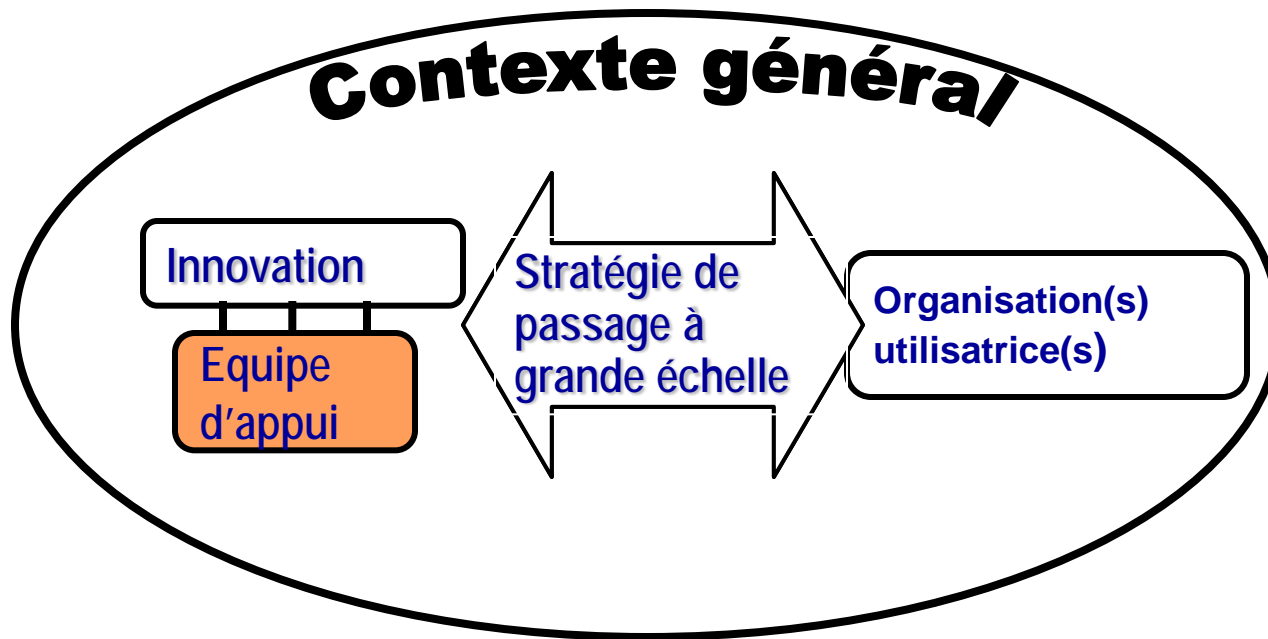 Contexte général
Innovation
Equipe
d’appui
Stratégie de
passage à
grande échelle
Organisation(s)
utilisatrice(s)